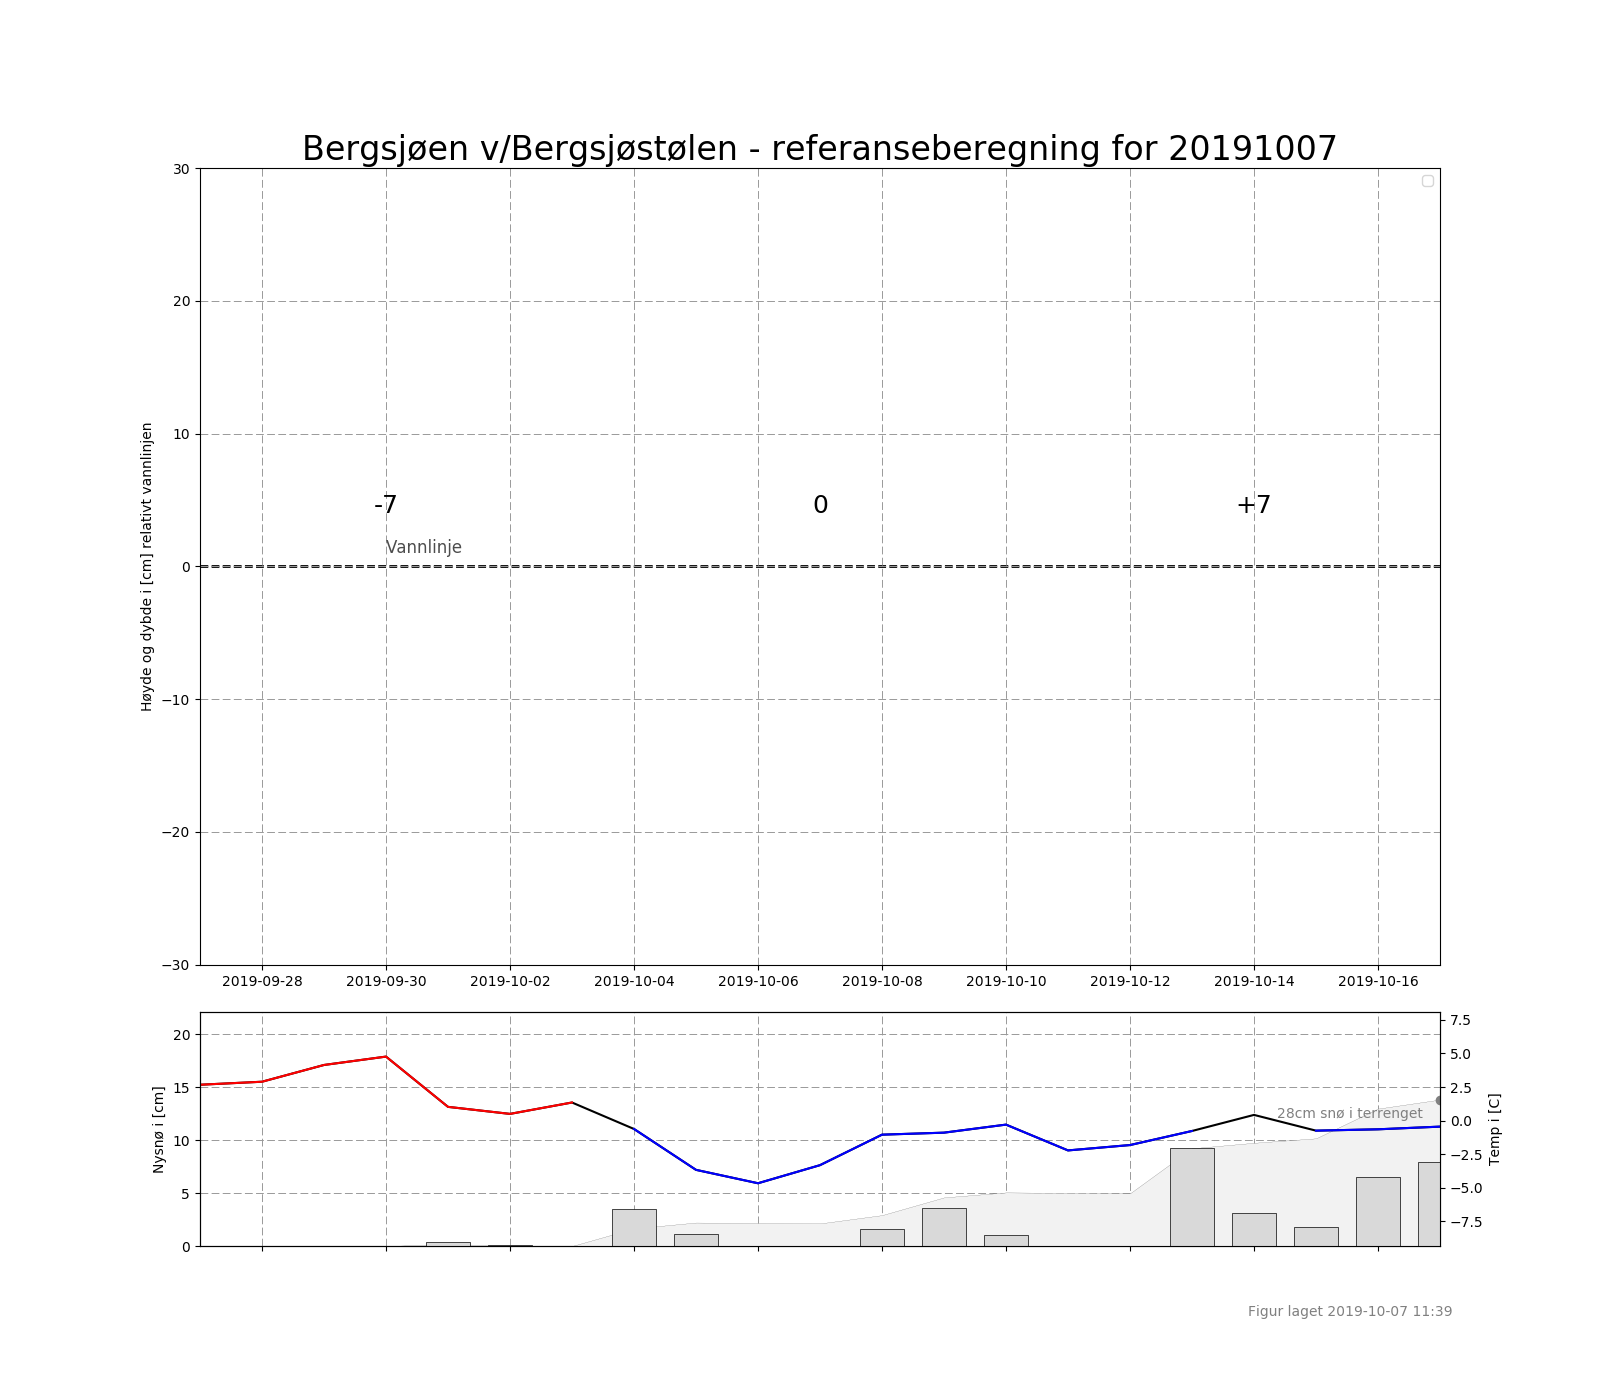 Bergsjøen v/Bergsjøstølen - referanseberegning for 20191007
Høyde og dybde i [cm] relativt vannlinjen
30
20
10
0
−10
−20
−30
-7
0
+7
Vannlinje
2019-09-28 2019-09-30 2019-10-02 2019-10-04 2019-10-06 2019-10-08 2019-10-10 2019-10-12 2019-10-14 2019-10-16
Nysnø i [cm]
20
15
10
5
0
28cm snø i terrenget
7.5
5.0
2.5
0.0
−2.5
−5.0
−7.5
Temp i [C]
Figur laget 2019-10-07 11:39